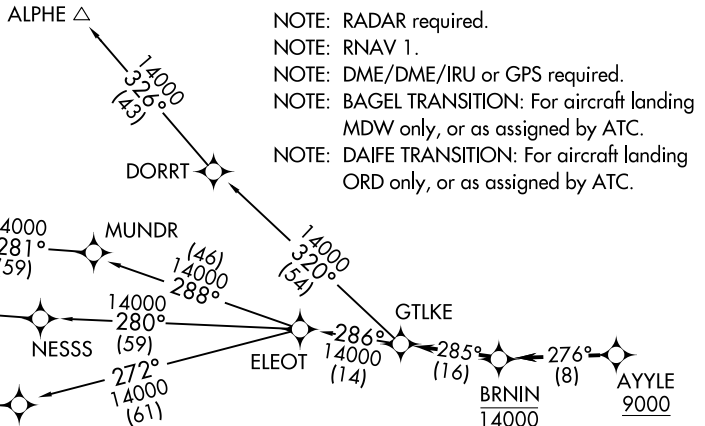 ALPHE
NOTE: RADAR required.
NOTE: RNAV 1.
NOTE: DME/DME/IRU or GPS required.
NOTE: BAGEL TRANSITION: For aircraft landing
MDW only, or as assigned by ATC.
NOTE: DAIFE TRANSITION: For aircraft landing
ORD only, or as assigned by ATC.
14000
326°
(43)
DORRT
MUNDR
4000
281°
59)
(46)
14000
288°
14000
320°
(54)
GTLKE
14000
280°
(59)
NESSS
ELEOT
286°
14000
(14)
285°
(16)
276°
(8)
BRNIN
14000
AYYLE
9000
272°
14000
(61)